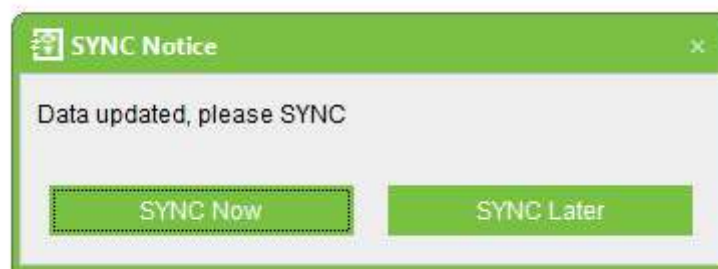 SYNC Notice
Data updated, please SYNC
SYNC Now
SYNC Later